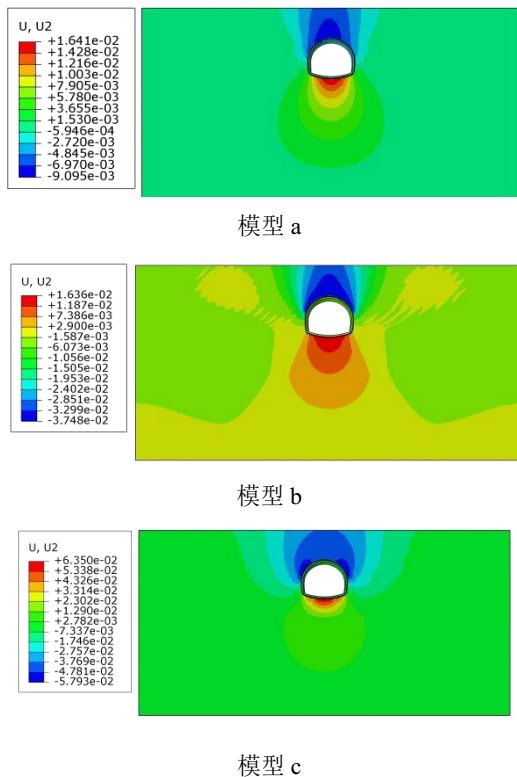 U, U2
+1.641e-02
+1.428e-02
+1.216e-02
+1.003e-02
+7.905e-03
+5.780e-03
+3.655e-03
+1.530e-03
-5.946e-04
-2.720e-03
-4.845e-03
-6.970e-03
-9.095e-03
模型 a
U, U2
+1.636e-02
+1.187e-02
+7.386e-03
+2.900e-03
-1.587e-03
-6.073e-03
-1.056e-02
-1.505e-02
-1.953e-02
-2.402e-02
-2.851e-02
-3.299e-02
-3.748e-02
模型 b
U, U2
+6.350e-02
+5.338e-02
+4.326e-02
+3.314e-02
+2.302e-02
+1.290e-02
+2.782e-03
-7.337e-03
-1.746e-02
-2.757e-02
-3.769e-02
-4.781e-02
-5.793e-02
模型 c